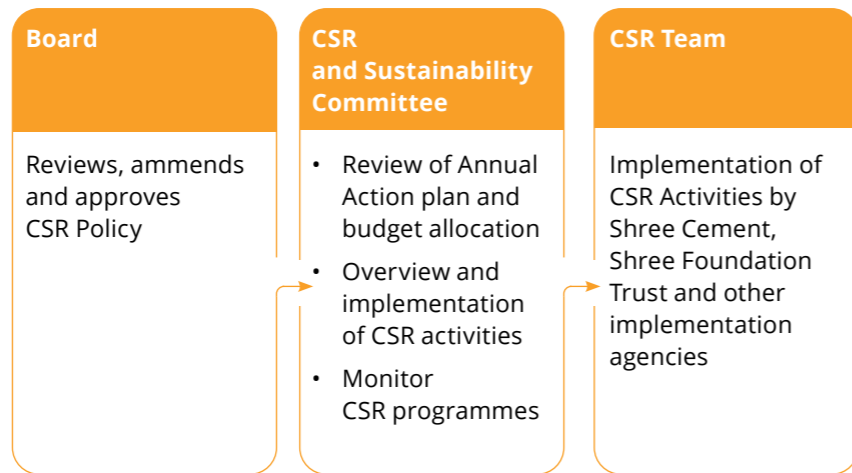 Board
Reviews, ammends
and approves
CSR Policy
CSR
and Sustainability
Committee
• Review of Annual
Action plan and
budget allocation
• Overview and
implementation
of CSR activities
• Monitor
CSR programmes
CSR Team
Implementation of
CSR Activities by
Shree Cement,
Shree Foundation
Trust and other
implementation
agencies